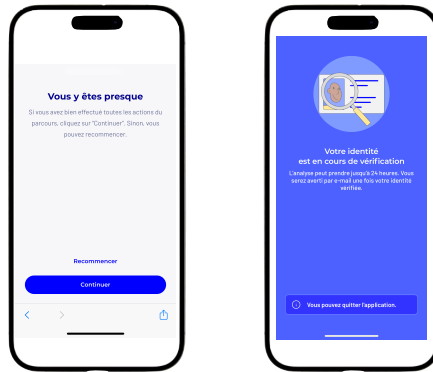 Vous y êtes presque
Si vous avez bien effectué toutes les actions du
parcours, cliquez sur "Continuer". Sinon, vous
pouvez recommencer.
Recommencer
Continuer
Votre identité
est en cours de vérification
L'analyse peut prendre jusqu'à 24 heures. Vous
serez averti par e-mail une fois votre identité
vérifiée.
Vous pouvez quitter l'application.